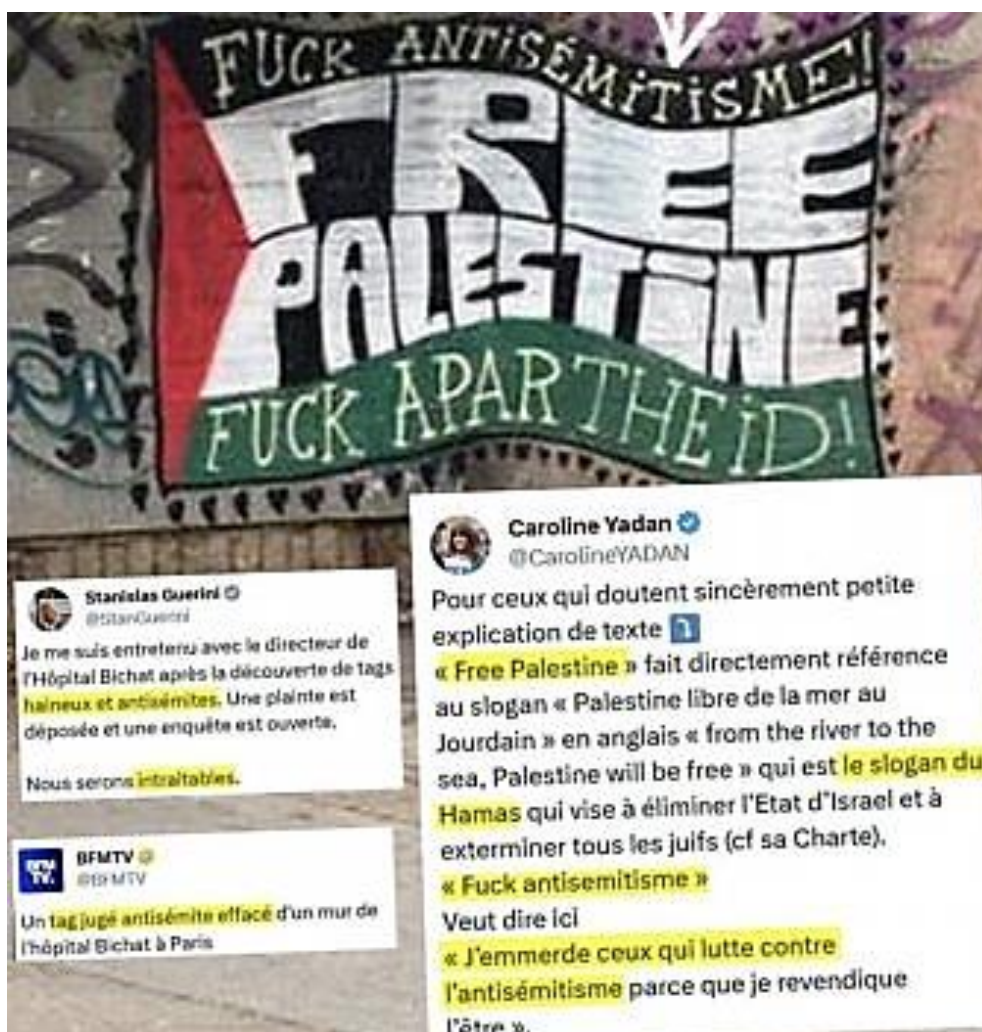 FUCK ANTISÉMITISME!
FREE
PALESTINE
FUCK APARTHEID!
Stanislas Guerini
@StanGuerini
Je me suis entretenu avec le directeur de
l'Hôpital Bichat après la découverte de tags
haineux et antisémites. Une plainte est
déposée et une enquête est ouverte.
Nous serons intraitables.
BFM
TV.
BFMTV
@BFMTV
Un tag jugé antisémite effacé d'un mur de
l'hôpital Bichat à Paris
Caroline Yadan
@CarolineYADAN
Pour ceux qui doutent sincèrement petite
explication de texte
« Free Palestine » fait directement référence
au slogan « Palestine libre de la mer au
Jourdain » en anglais « from the river to the
sea, Palestine will be free » qui est le slogan du
Hamas qui vise à éliminer l'Etat d'Israel et à
exterminer tous les juifs (cf sa Charte).
« Fuck antisemitisme »
Veut dire ici
« J'emmerde ceux qui lutte contre
l'antisémitisme parce que je revendique
l'être ».